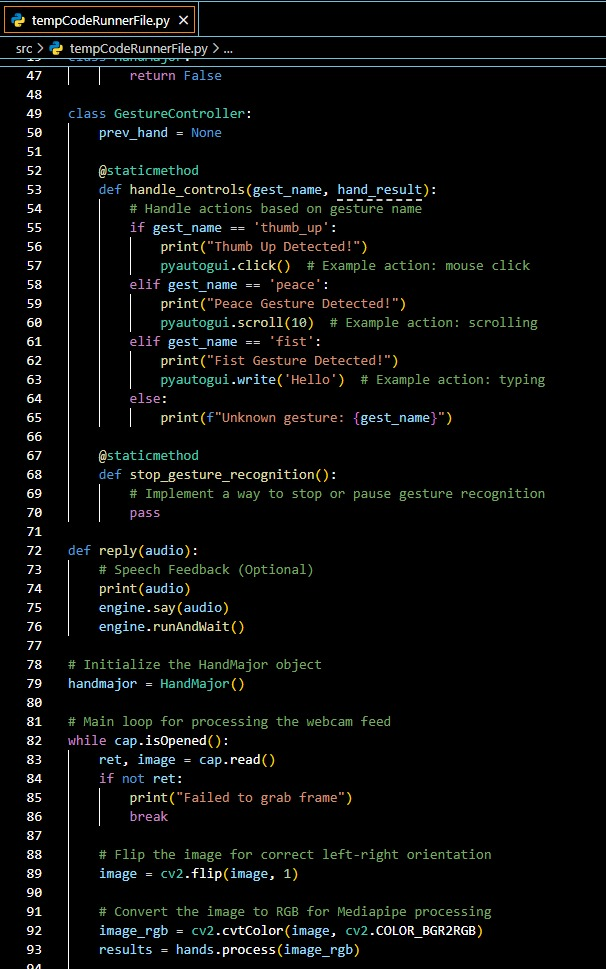 tempCodeRunnerFile.py ×
src > tempCodeRunnerFile.py > ...
47 return False
48
49 class GestureController:
50     prev_hand = None
51
52     @staticmethod
53     def handle_controls(gest_name, hand_result):
54         # Handle actions based on gesture name
55         if gest_name == 'thumb_up':
56             print("Thumb Up Detected!")
57             pyautogui.click()  # Example action: mouse click
58         elif gest_name == 'peace':
59             print("Peace Gesture Detected!")
60             pyautogui.scroll(10)  # Example action: scrolling
61         elif gest_name == 'fist':
62             print("Fist Gesture Detected!")
63             pyautogui.write('Hello')  # Example action: typing
64         else:
65             print(f"Unknown gesture: {gest_name}")
66
67     @staticmethod
68     def stop_gesture_recognition():
69         # Implement a way to stop or pause gesture recognition
70         pass
71
72 def reply(audio):
73     # Speech Feedback (Optional)
74     print(audio)
75     engine.say(audio)
76     engine.runAndWait()
77
78 # Initialize the HandMajor object
79 handmajor = HandMajor()
80
81 # Main loop for processing the webcam feed
82 while cap.isOpened():
83     ret, image = cap.read()
84     if not ret:
85         print("Failed to grab frame")
86         break
87
88     # Flip the image for correct left-right orientation
89     image = cv2.flip(image, 1)
90
91     # Convert the image to RGB for Mediapipe processing
92     image_rgb = cv2.cvtColor(image, cv2.COLOR_BGR2RGB)
93     results = hands.process(image_rgb)